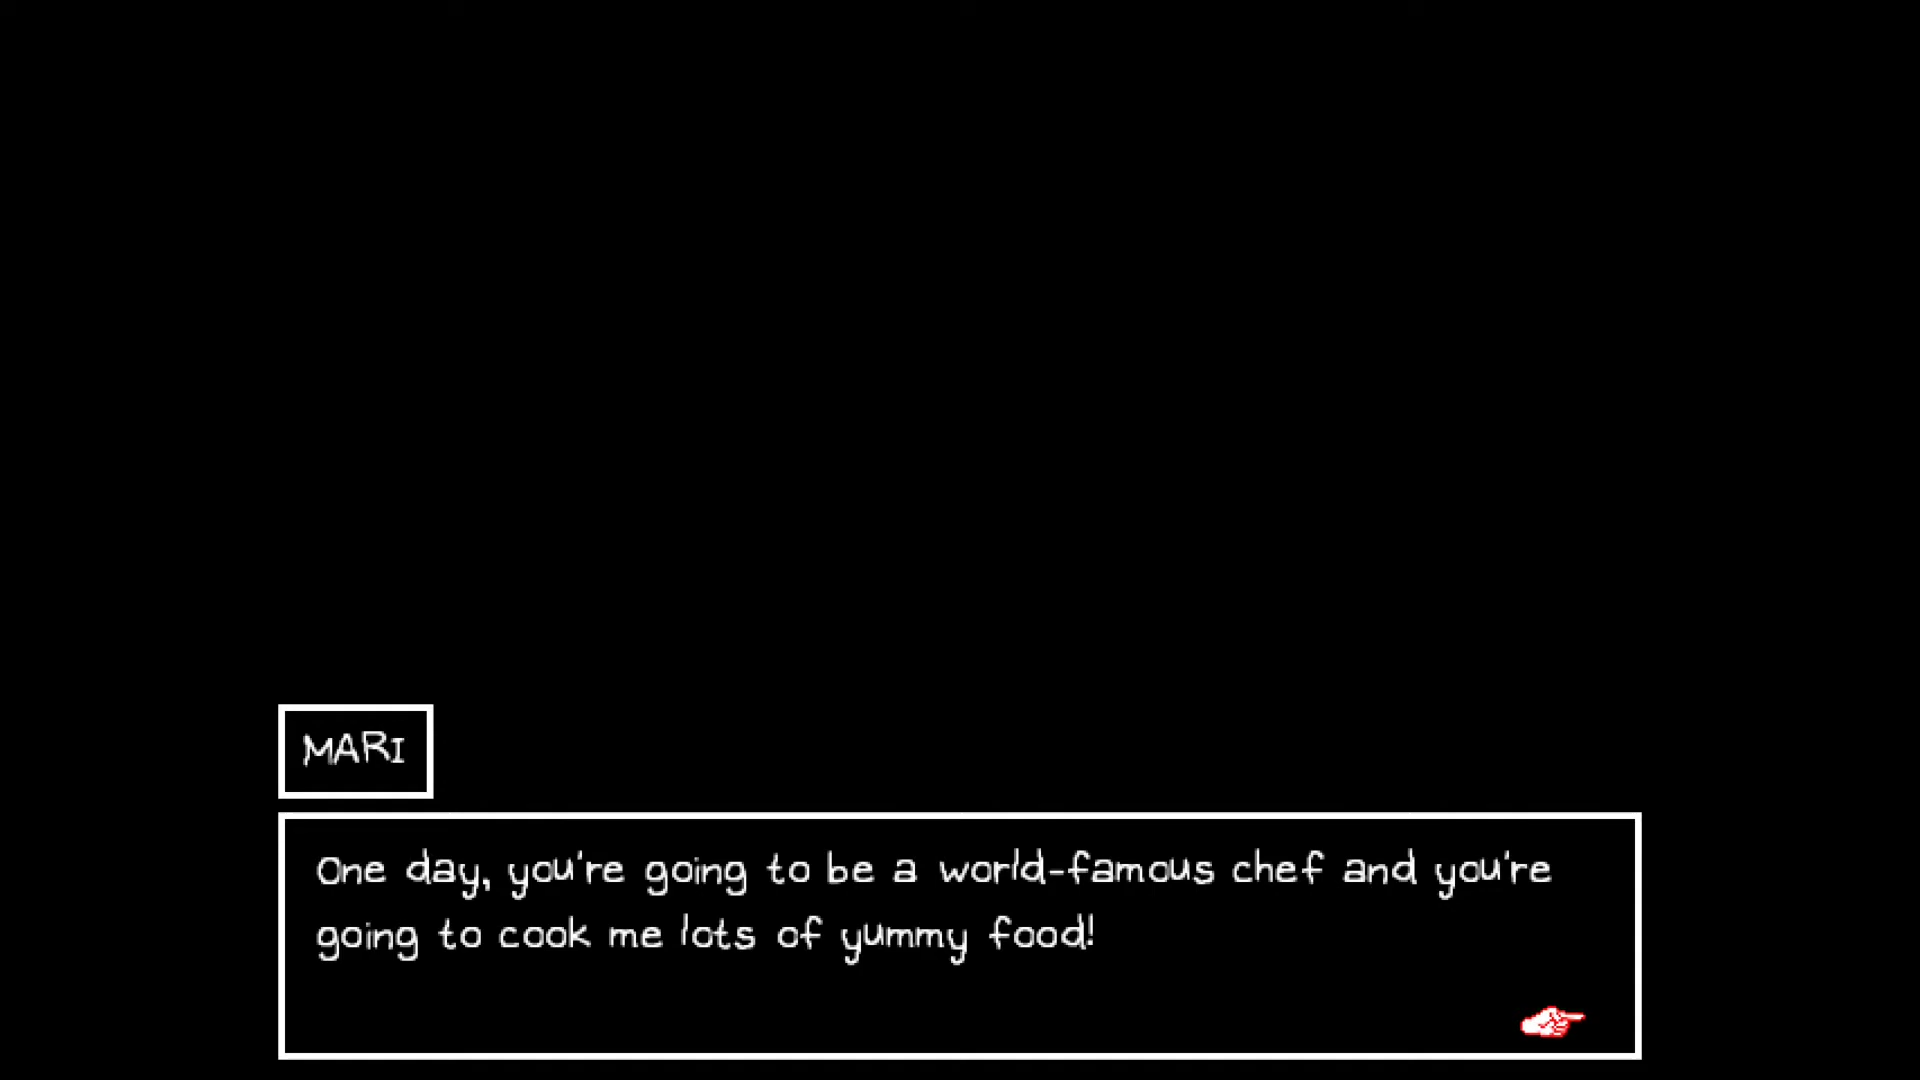 MARI
One day, you're going to be a world-famous chef and you're
going to cook me lots of yummy food!